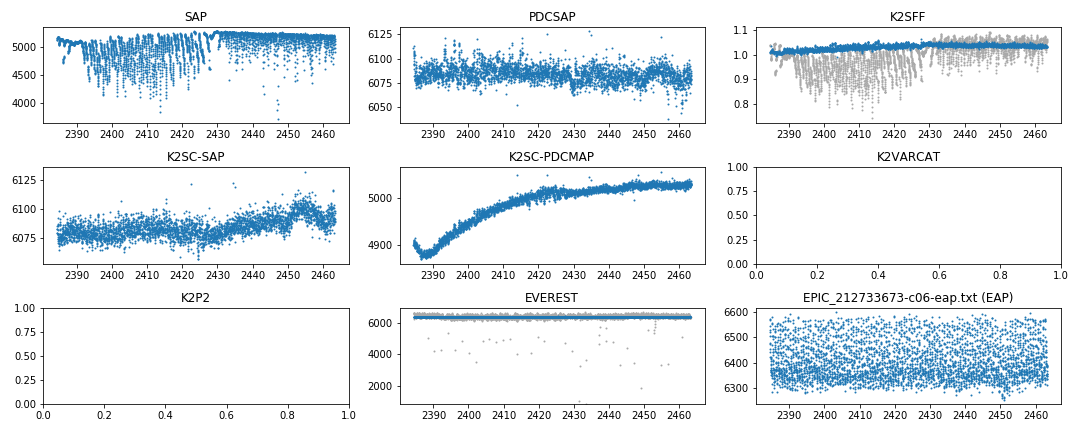 SAP
5000
4500
4000
2390 2400 2410 2420 2430 2440 2450 2460
PDCSAP
6125
6100
6075
6050
2390 2400 2410 2420 2430 2440 2450 2460
K2SFF
1.1
1.0
0.9
0.8
2390 2400 2410 2420 2430 2440 2450 2460
K2SC-SAP
6125
6100
6075
2390 2400 2410 2420 2430 2440 2450 2460
K2SC-PDCMAP
5000
4900
2390 2400 2410 2420 2430 2440 2450 2460
K2VARCAT
1.00
0.75
0.50
0.25
0.00
0.0 0.2 0.4 0.6 0.8 1.0
K2P2
1.00
0.75
0.50
0.25
0.00
0.0 0.2 0.4 0.6 0.8 1.0
EVEREST
6000
4000
2000
2390 2400 2410 2420 2430 2440 2450 2460
EPIC_212733673-c06-eap.txt (EAP)
6600
6500
6400
6300
2390 2400 2410 2420 2430 2440 2450 2460